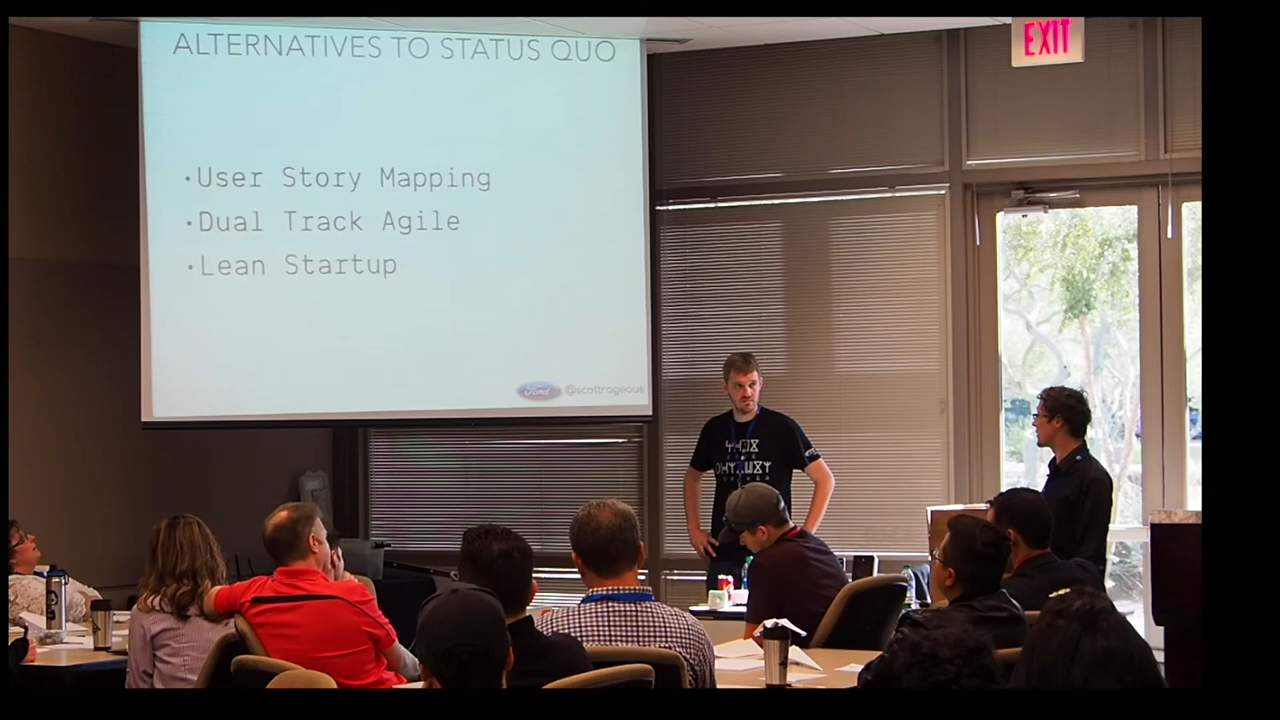 ALTERNATIVES TO STATUS QUO
EXIT
·User Story Mapping
·Dual Track Agile
·Lean Startup
Ford @scottrageous